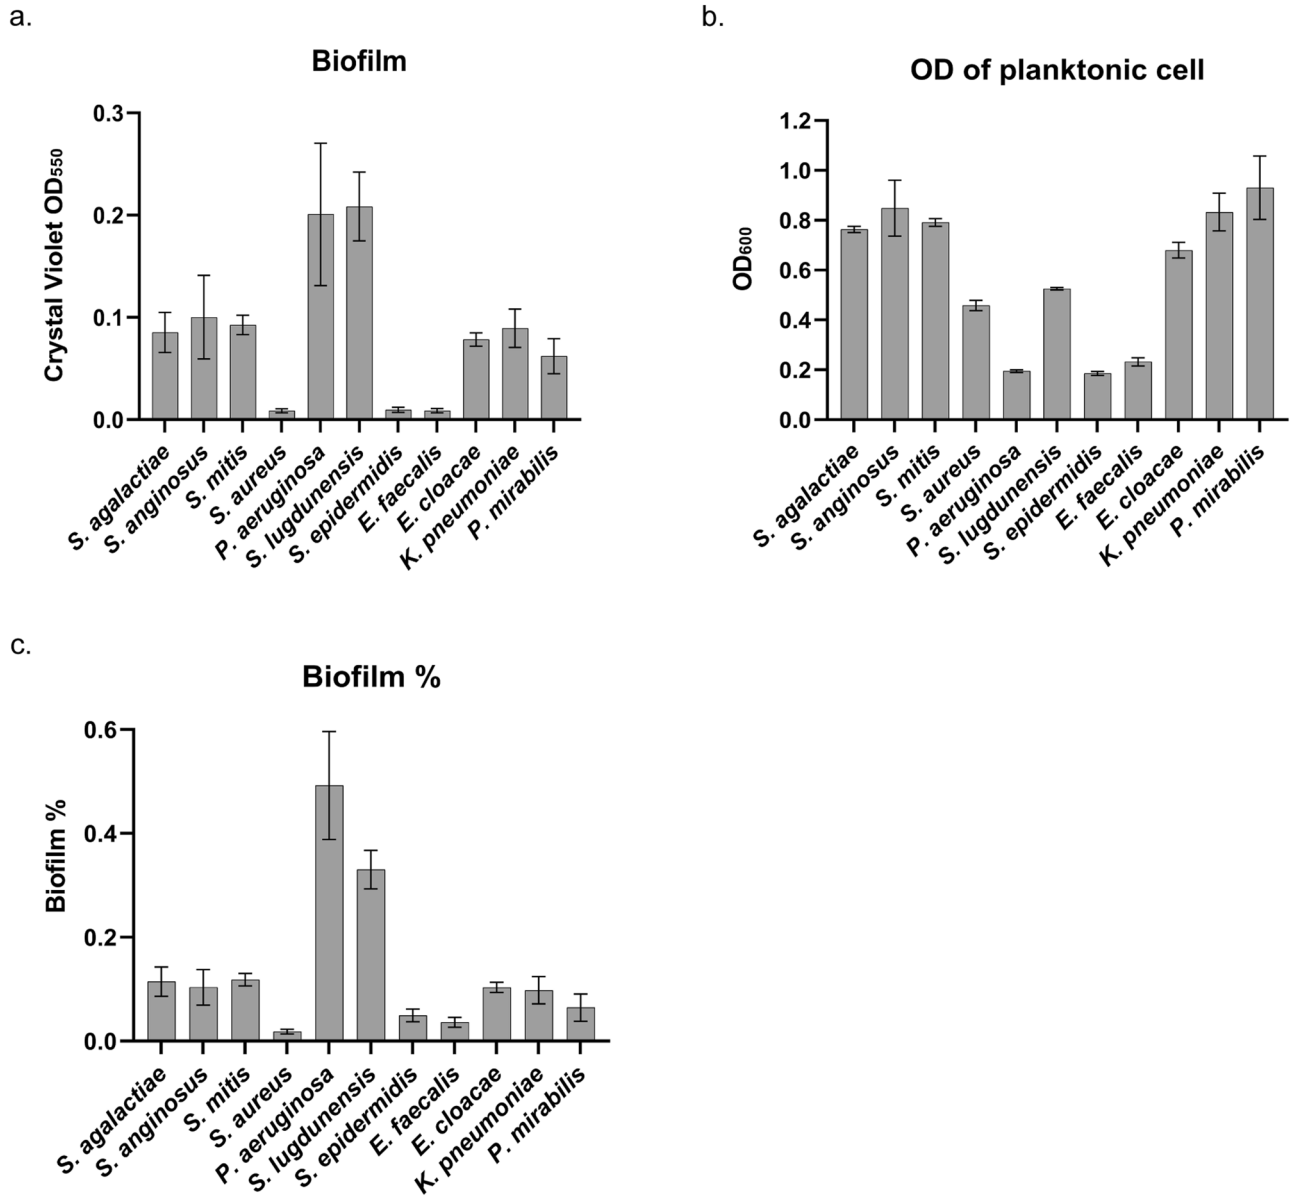 a.
Biofilm
Crystal Violet OD550
0.3
0.2
0.1
0.0
S. agalactiae
S. anginosus
S. mitis
S. aureus
P. aeruginosa
S. lugdunensis
S. epidermidis
E. faecalis
E. cloacae
K. pneumoniae
P. mirabilis
b.
OD of planktonic cell
OD600
1.2
1.0
0.8
0.6
0.4
0.2
0.0
S. agalactiae
S. anginosus
S. mitis
S. aureus
P. aeruginosa
S. lugdunensis
S. epidermidis
E. faecalis
E. cloacae
K. pneumoniae
P. mirabilis
c.
Biofilm %
Biofilm %
0.6
0.4
0.2
0.0
S. agalactiae
S. anginosus
S. mitis
S. aureus
P. aeruginosa
S. lugdunensis
S. epidermidis
E. faecalis
E. cloacae
K. pneumoniae
P. mirabilis